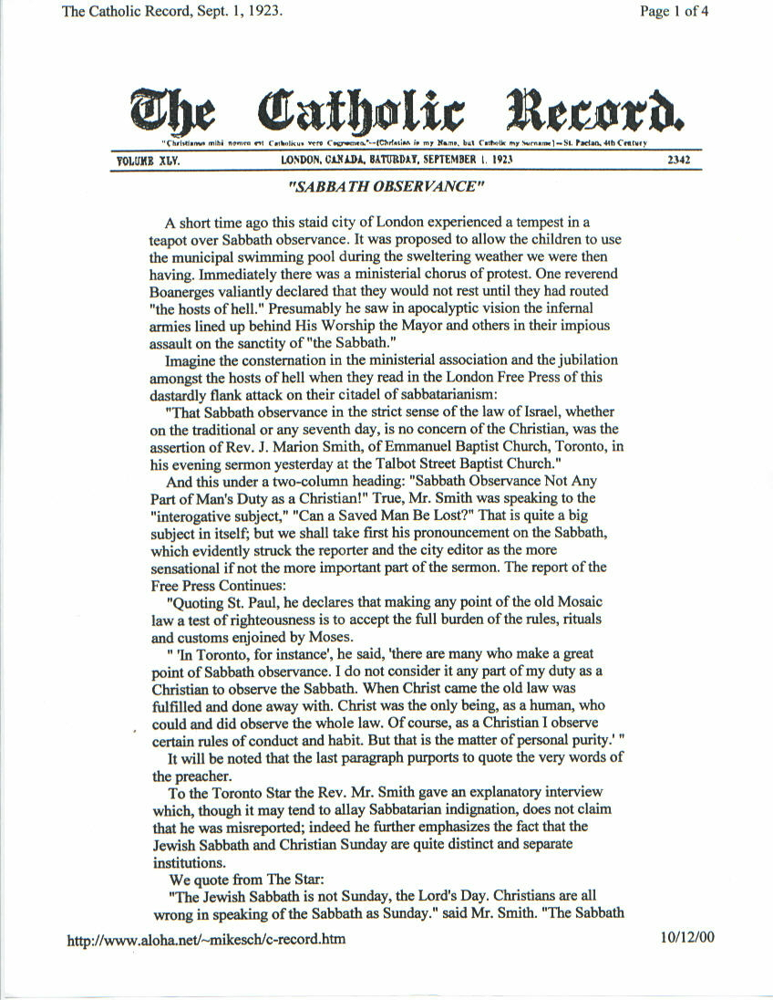 The Catholic Record, Sept. 1, 1923. Page 1 of 4
The Catholic Record.
"Christianus mihi nomen est Catholicus vero Cognomen."—(Christian is my Name, but Catholic my Surname)—St. Pacian, 4th Century
VOLUME XLV. LONDON, CANADA, SATURDAY, SEPTEMBER 1, 1923 2342
"SABBATH OBSERVANCE"
A short time ago this staid city of London experienced a tempest in a
teapot over Sabbath observance. It was proposed to allow the children to use
the municipal swimming pool during the sweltering weather we were then
having. Immediately there was a ministerial chorus of protest. One reverend
Boanerges valiantly declared that they would not rest until they had routed
"the hosts of hell." Presumably he saw in apocalyptic vision the infernal
armies lined up behind His Worship the Mayor and others in their impious
assault on the sanctity of "the Sabbath."
Imagine the consternation in the ministerial association and the jubilation
amongst the hosts of hell when they read in the London Free Press of this
dastardly flank attack on their citadel of sabbatarianism:
"That Sabbath observance in the strict sense of the law of Israel, whether
on the traditional or any seventh day, is no concern of the Christian, was the
assertion of Rev. J. Marion Smith, of Emmanuel Baptist Church, Toronto, in
his evening sermon yesterday at the Talbot Street Baptist Church."
And this under a two-column heading: "Sabbath Observance Not Any
Part of Man's Duty as a Christian!" True, Mr. Smith was speaking to the
"interogative subject," "Can a Saved Man Be Lost?" That is quite a big
subject in itself; but we shall take first his pronouncement on the Sabbath,
which evidently struck the reporter and the city editor as the more
sensational if not the more important part of the sermon. The report of the
Free Press Continues:
"Quoting St. Paul, he declares that making any point of the old Mosaic
law a test of righteousness is to accept the full burden of the rules, rituals
and customs enjoined by Moses.
" 'In Toronto, for instance', he said, 'there are many who make a great
point of Sabbath observance. I do not consider it any part of my duty as a
Christian to observe the Sabbath. When Christ came the old law was
fulfilled and done away with. Christ was the only being, as a human, who
could and did observe the whole law. Of course, as a Christian I observe
certain rules of conduct and habit. But that is the matter of personal purity.' "
It will be noted that the last paragraph purports to quote the very words of
the preacher.
To the Toronto Star the Rev. Mr. Smith gave an explanatory interview
which, though it may tend to allay Sabbatarian indignation, does not claim
that he was misreported; indeed he further emphasizes the fact that the
Jewish Sabbath and Christian Sunday are quite distinct and separate
institutions.
We quote from The Star:
"The Jewish Sabbath is not Sunday, the Lord's Day. Christians are all
wrong in speaking of the Sabbath as Sunday." said Mr. Smith. "The Sabbath
http://www.aloha.net/~mikesch/c-record.htm 10/12/00